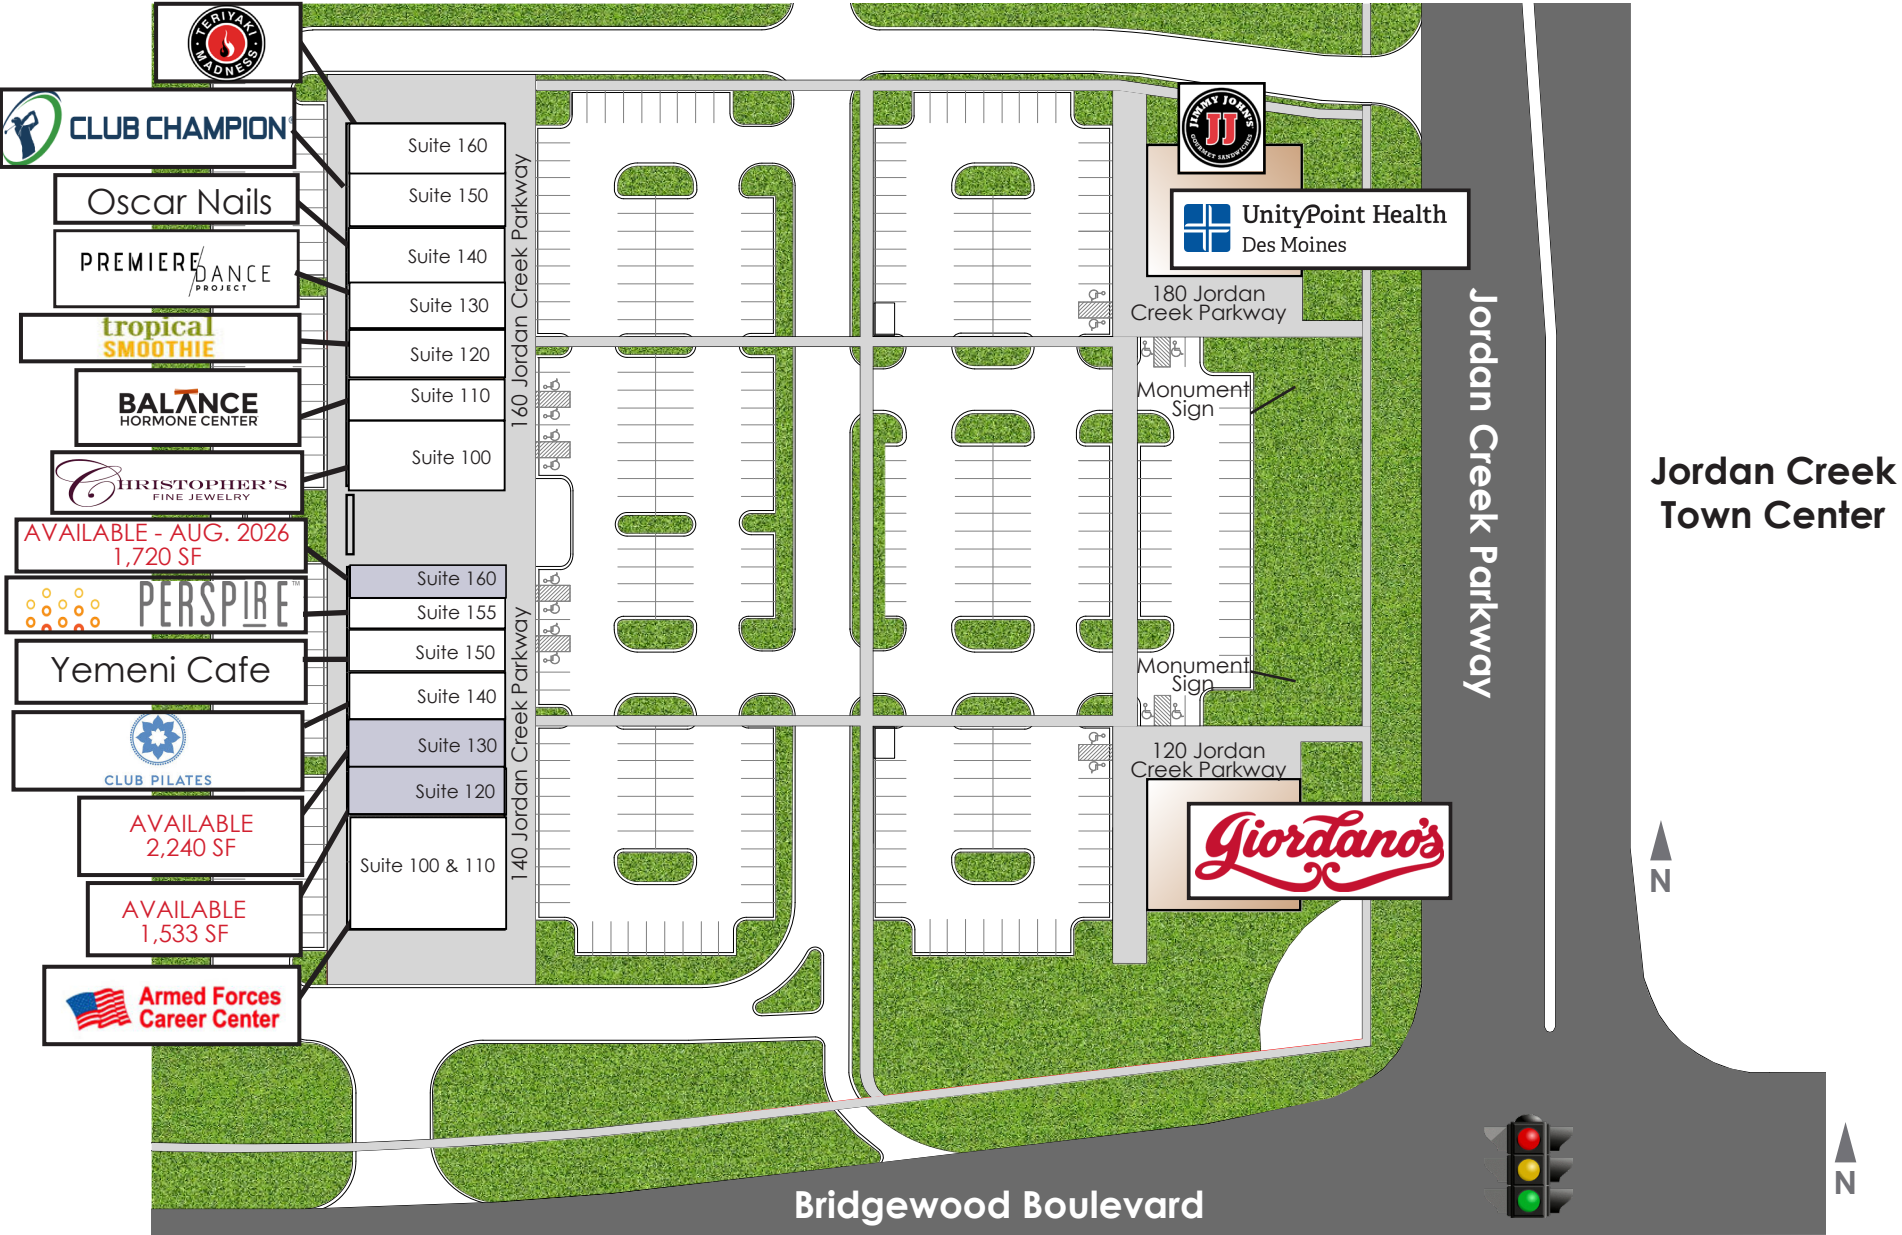 TERIYAKI
MADNESS
CLUB CHAMPION
Oscar Nails
PREMIERE
DANCE
PROJECT
tropical
SMOOTHIE
BALANCE
HORMONE CENTER
CHRISTOPHER'S
FINE JEWELRY
AVAILABLE - AUG. 2026
1,720 SF
PERSPIRE™
Yemeni Cafe
CLUB PILATES
AVAILABLE
2,240 SF
AVAILABLE
1,533 SF
Armed Forces
Career Center
Suite 160
Suite 150
Suite 140
Suite 130
Suite 120
Suite 110
Suite 100
160 Jordan Creek Parkway
Suite 160
Suite 155
Suite 150
Suite 140
Suite 130
Suite 120
Suite 100 & 110
140 Jordan Creek Parkway
JIMMY JOHN'S
JJ
GOURMET SANDWICHES
UnityPoint Health
Des Moines
180 Jordan
Creek Parkway
Monument
Sign
Monument
Sign
120 Jordan
Creek Parkway
Giordano's
Jordan Creek Parkway
Jordan Creek
Town Center
N
N
Bridgewood Boulevard